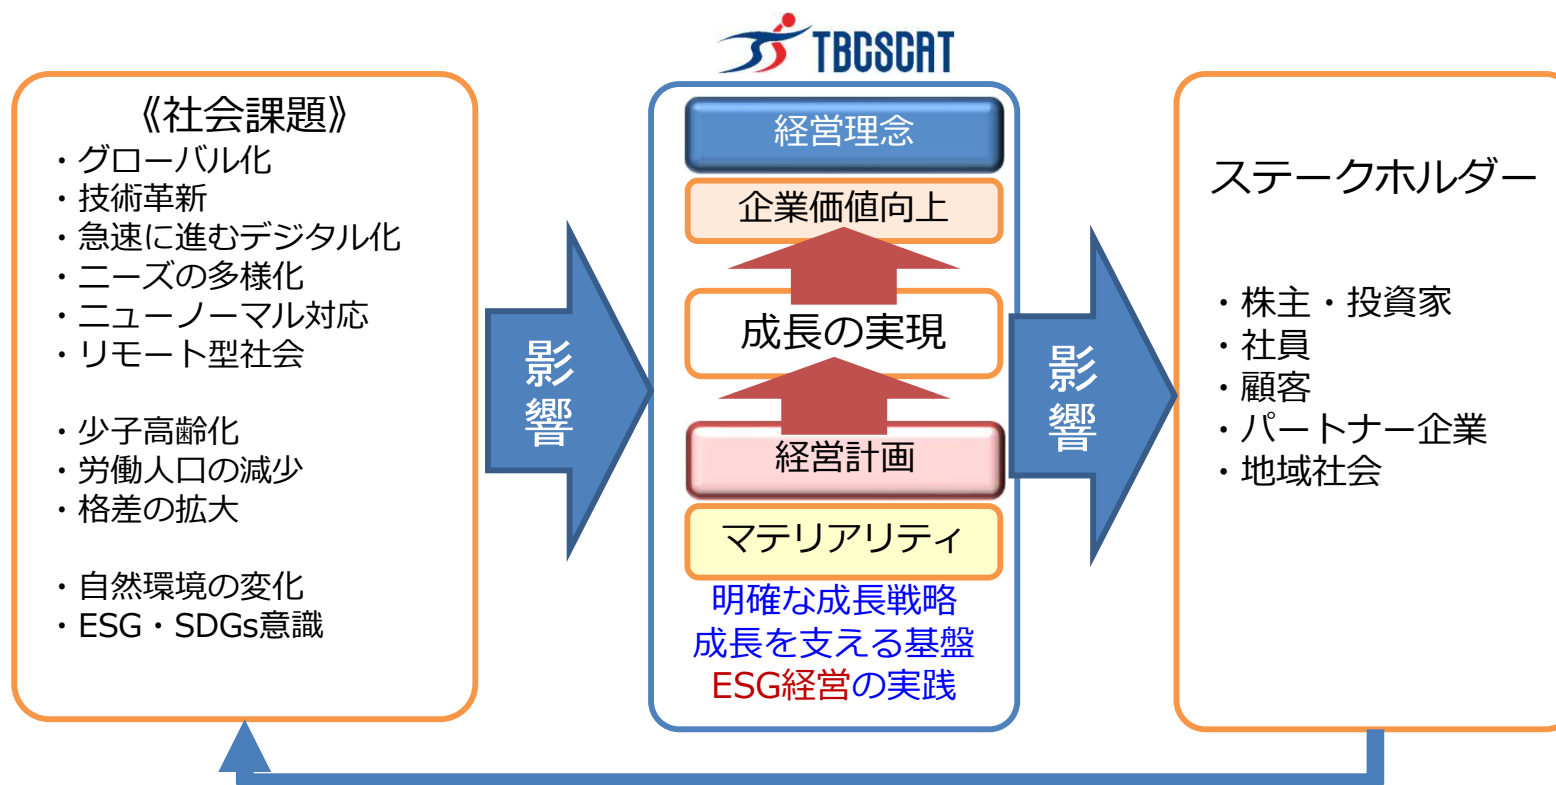 TBCSCAT
《社会課題》
・グローバル化
・技術革新
・急速に進むデジタル化
・ニーズの多様化
・ニューノーマル対応
・リモート型社会
・少子高齢化
・労働人口の減少
・格差の拡大
・自然環境の変化
・ESG・SDGs意識
影
響
経営理念
企業価値向上
成長の実現
経営計画
マテリアリティ
明確な成長戦略
成長を支える基盤
ESG経営の実践
影
響
ステークホルダー
・株主・投資家
・社員
・顧客
・パートナー企業
・地域社会